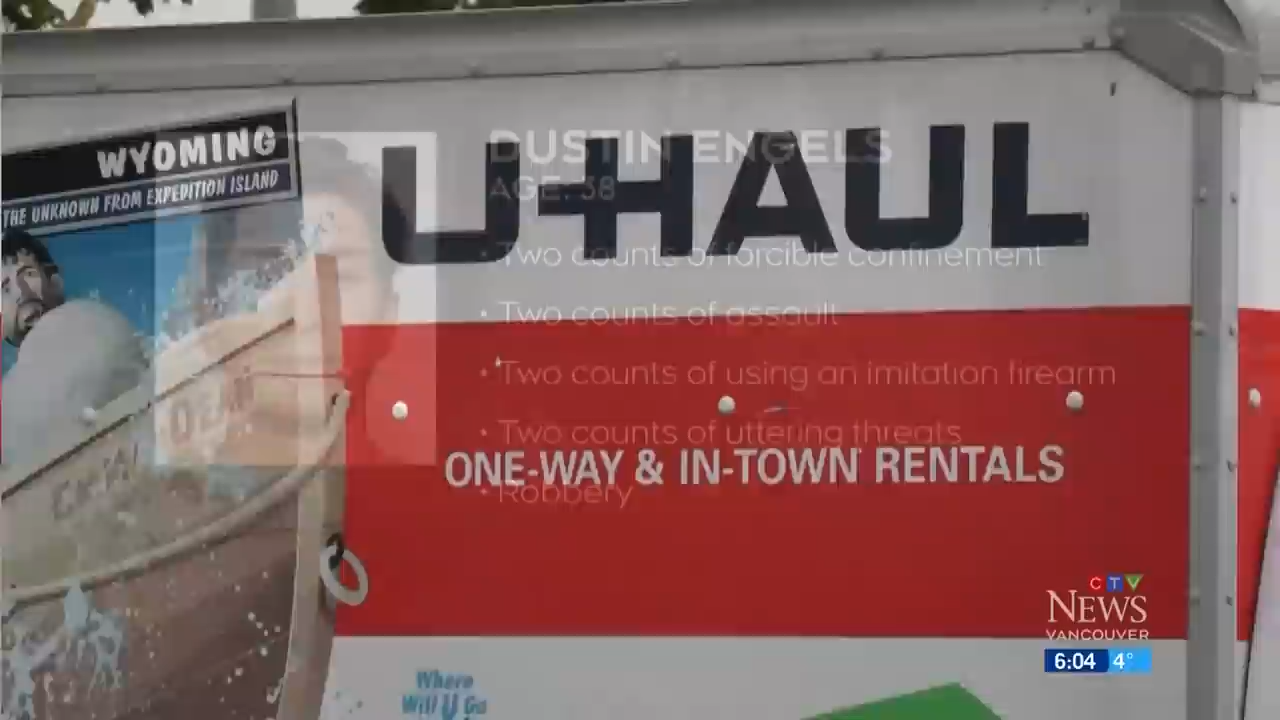 WYOMING
THE UNKNOWN FROM EXPEDITION ISLAND
U-HAUL
DUSTIN ENGELS
AGE: 38
• Two counts of forcible confinement
• Two counts of assault
• Two counts of using an imitation firearm
• Two counts of uttering threats
ONE-WAY & IN-TOWN RENTALS
• Robbery
CTV
NEWS
VANCOUVER
6:04 4°
Where
Will U Go